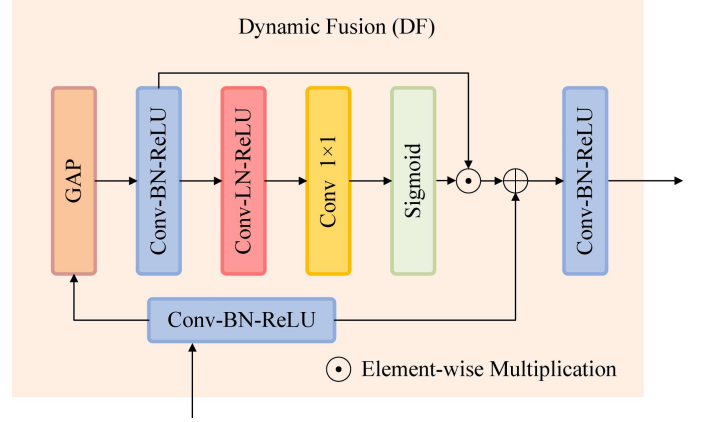 Dynamic Fusion (DF)
GAP
Conv-BN-ReLU
Conv-LN-ReLU
Conv 1×1
Sigmoid
Conv-BN-ReLU
Conv-BN-ReLU
Element-wise Multiplication